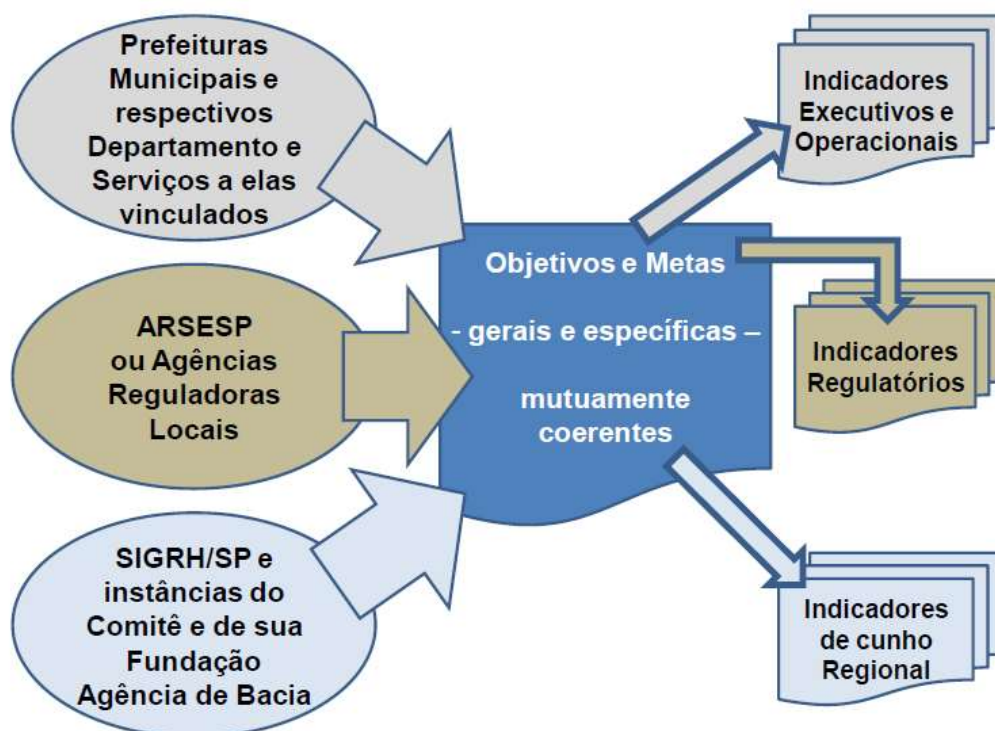 Prefeituras
Municipais e
respectivos
Departamento e
Serviços a elas
vinculados
ARSESP
ou Agências
Reguladoras
Locais
SIGRH/SP e
instâncias do
Comitê e de sua
Fundação
Agência de Bacia
Objetivos e Metas
- gerais e específicas –
mutuamente
coerentes
Indicadores
Executivos e
Operacionais
Indicadores
Regulatórios
Indicadores
de cunho
Regional